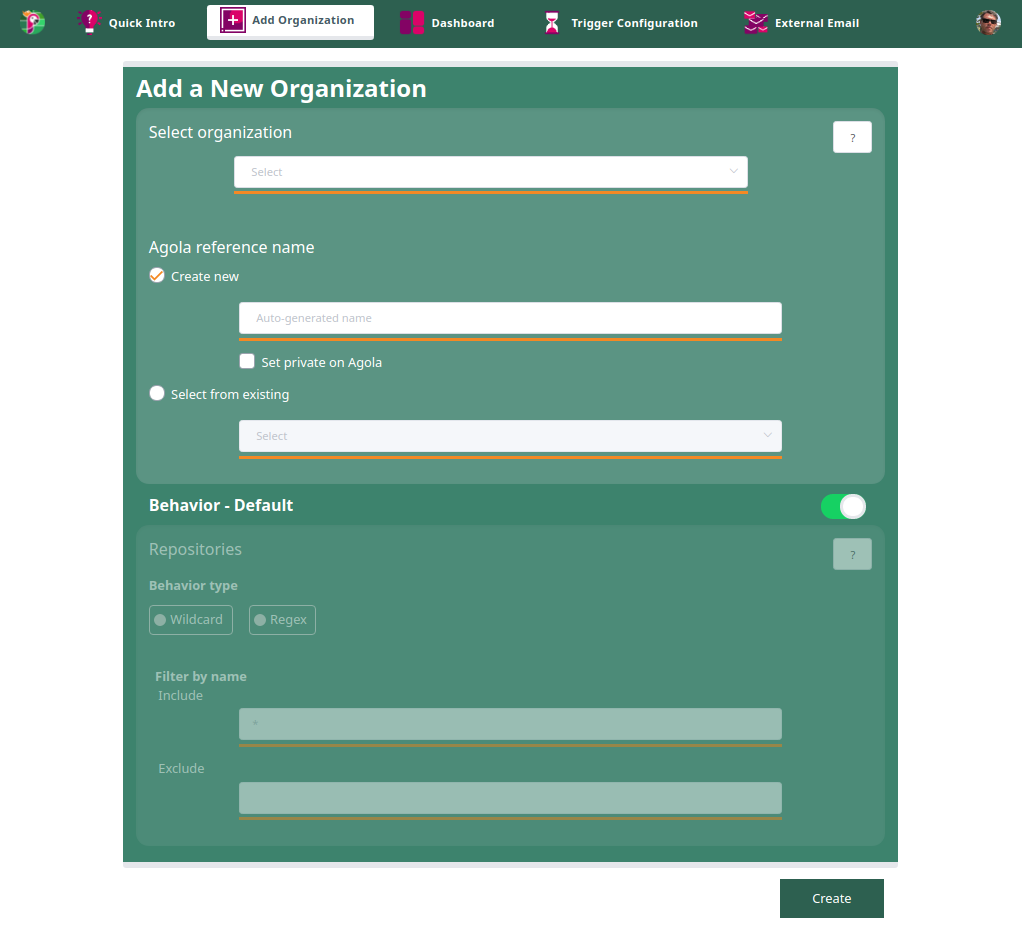 Quick Intro
Add Organization
Dashboard
Trigger Configuration
External Email
Add a New Organization
Select organization
?
Select
Agola reference name
Create new
Auto-generated name
Set private on Agola
Select from existing
Select
Behavior - Default
Repositories
?
Behavior type
Wildcard
Regex
Filter by name
Include
*
Exclude
Create